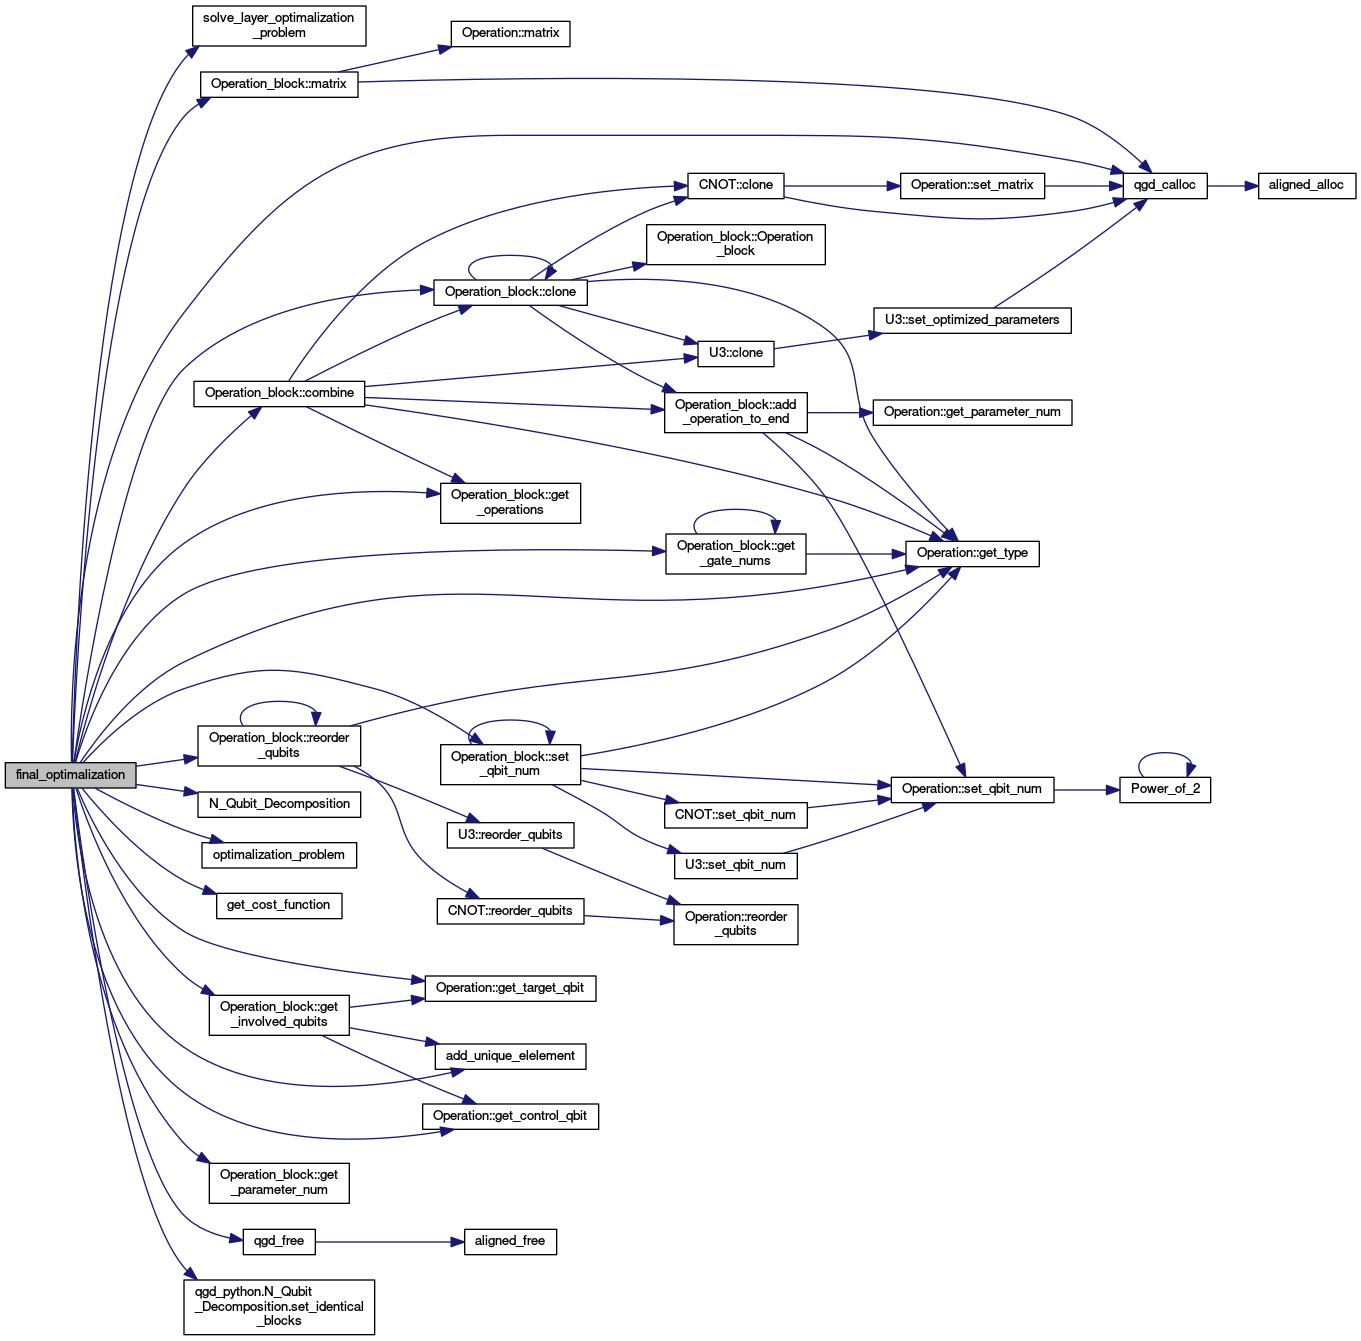 solve_layer_optimalization
_problem
Operation::matrix
Operation_block::matrix
CNOT::clone
Operation::set_matrix
qgd_calloc
aligned_alloc
Operation_block::Operation
_block
Operation_block::clone
U3::set_optimized_parameters
U3::clone
Operation_block::combine
Operation_block::add
_operation_to_end
Operation::get_parameter_num
Operation_block::get
_operations
Operation_block::get
_gate_nums
Operation::get_type
Operation_block::reorder
_qubits
Operation_block::set
_qbit_num
final_optimalization
Operation::set_qbit_num
Power_of_2
N_Qubit_Decomposition
CNOT::set_qbit_num
U3::reorder_qubits
optimalization_problem
U3::set_qbit_num
get_cost_function
CNOT::reorder_qubits
Operation::reorder
_qubits
Operation::get_target_qbit
Operation_block::get
_involved_qubits
add_unique_elelement
Operation::get_control_qbit
Operation_block::get
_parameter_num
qgd_free
aligned_free
qgd_python.N_Qubit
_Decomposition.set_identical
_blocks